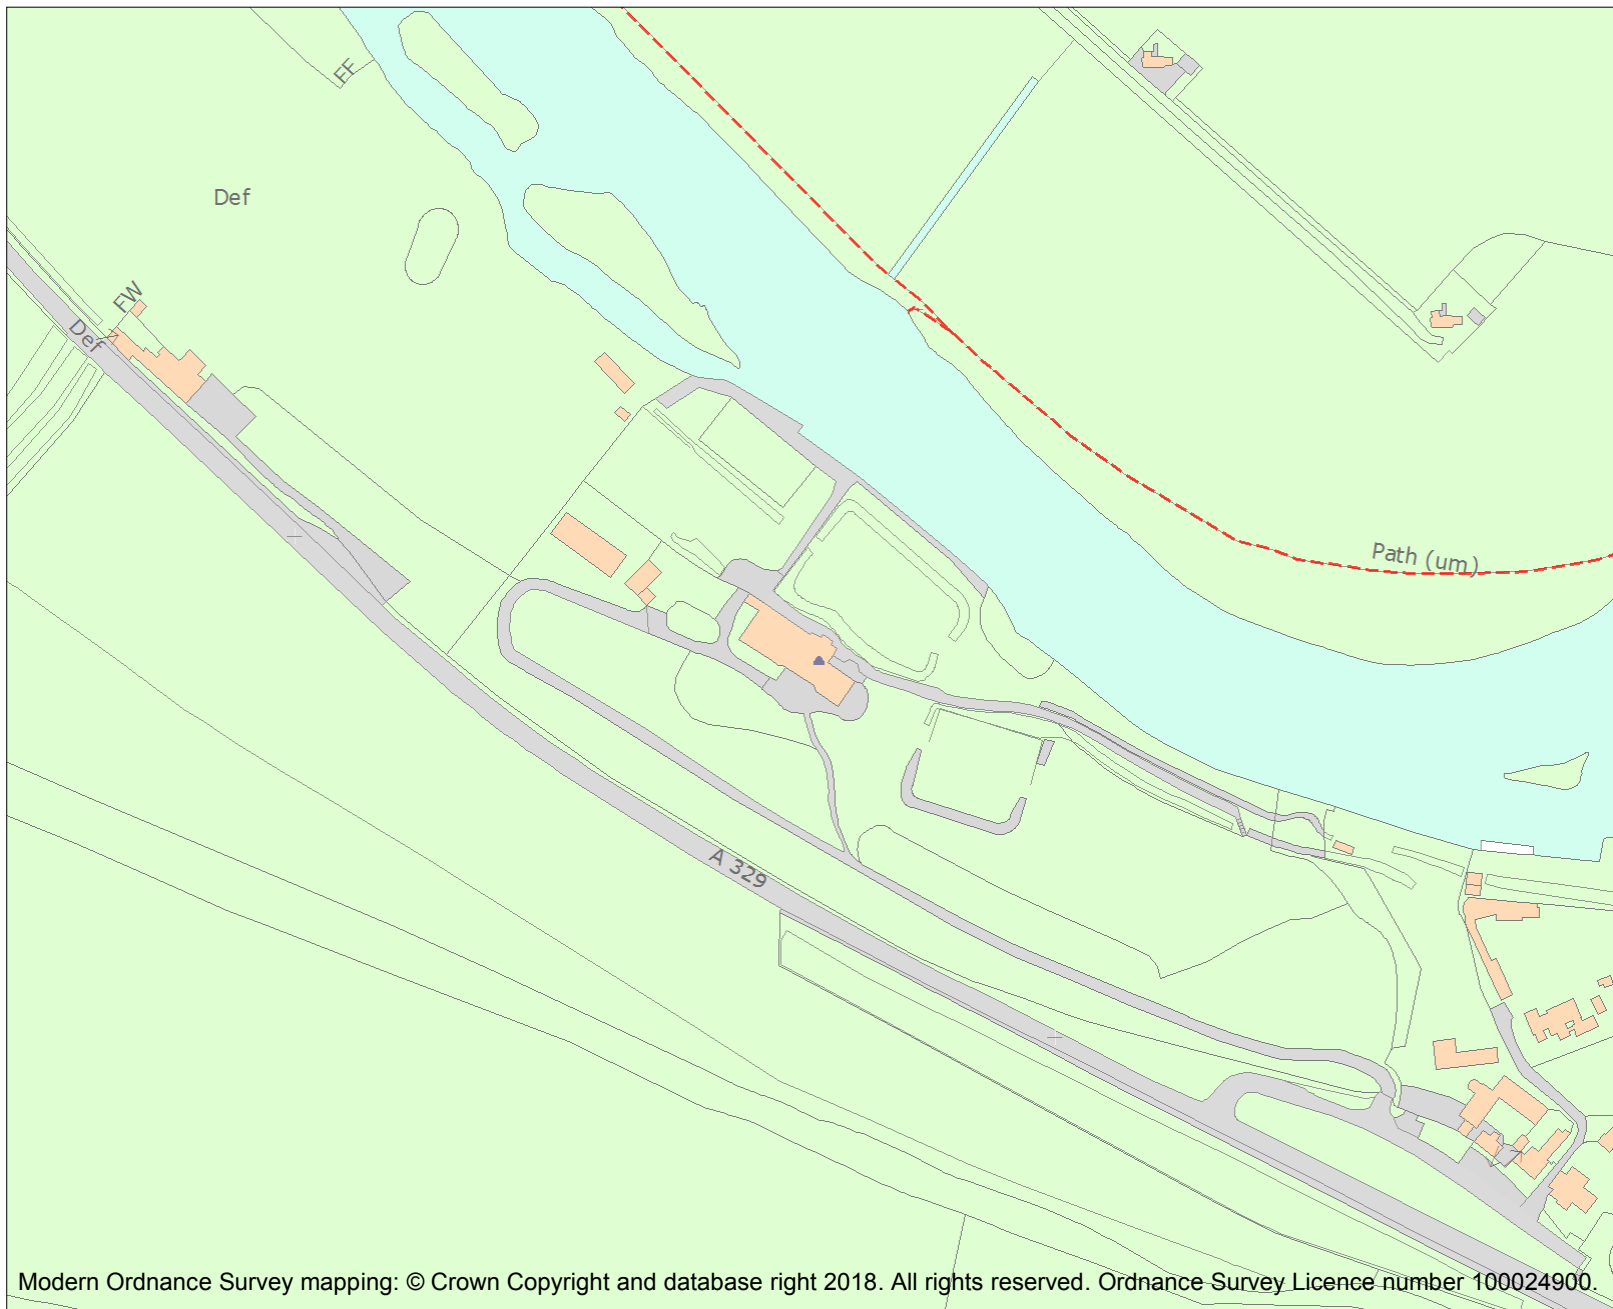 EF
Def
FW
Def
Path (um)
A 329
Modern Ordnance Survey mapping: © Crown Copyright and database right 2018. All rights reserved. Ordnance Survey Licence number 100024900.